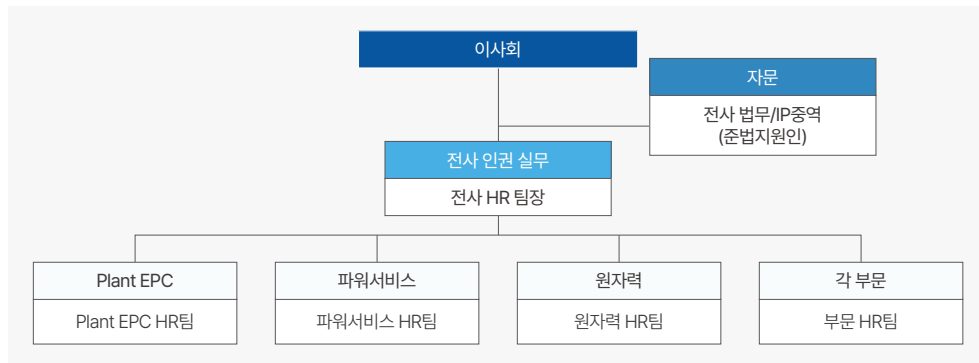 이사회
자문
전사 법무/IP중역
(준법지원인)
전사 인권 실무
전사 HR 팀장
Plant EPC
Plant EPC HR팀
파워서비스
파워서비스 HR팀
원자력
원자력 HR팀
각 부문
부문 HR팀